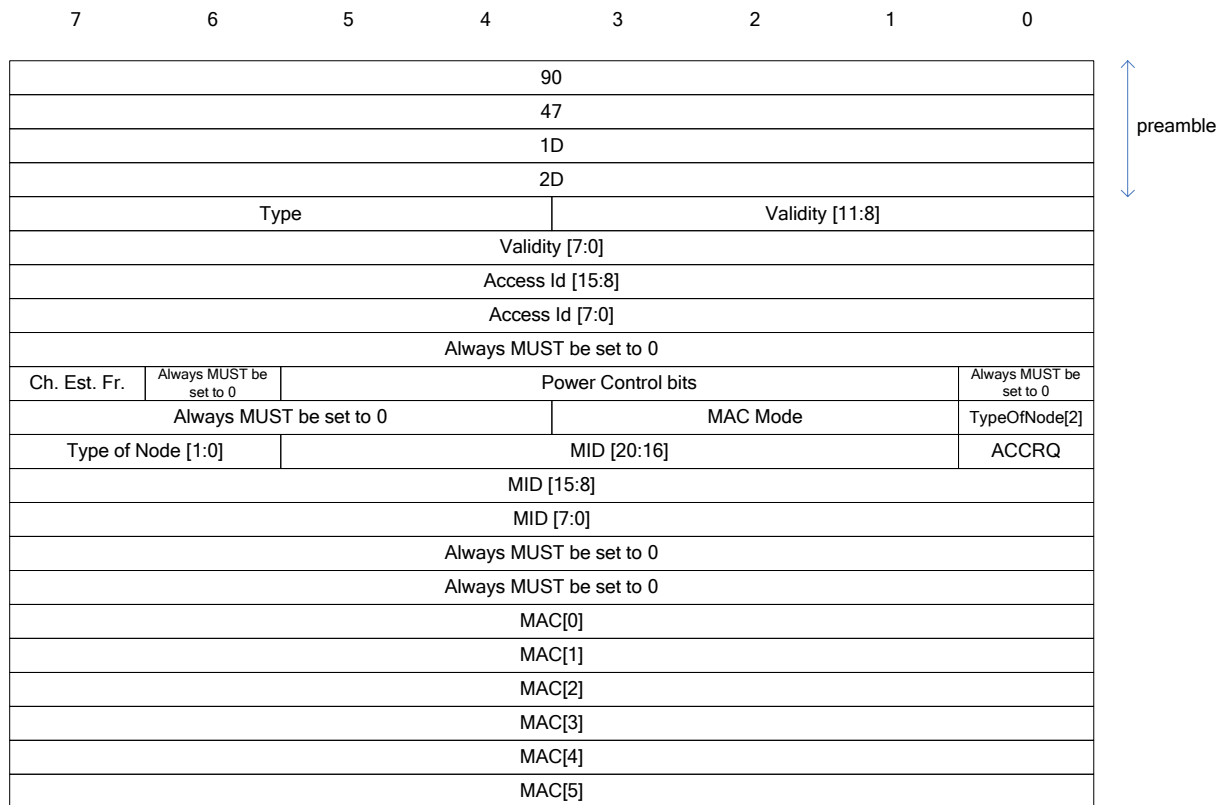 7 6 5 4 3 2 1 0
90
47
1D
preamble
2D
Type Validity [11:8]
Validity [7:0]
Access Id [15:8]
Access Id [7:0]
Always MUST be set to 0
Ch. Est. Fr. Always MUST be set to 0 Power Control bits Always MUST be set to 0
Always MUST be set to 0 MAC Mode TypeOfNode[2]
Type of Node [1:0] MID [20:16] ACCRQ
MID [15:8]
MID [7:0]
Always MUST be set to 0
Always MUST be set to 0
MAC[0]
MAC[1]
MAC[2]
MAC[3]
MAC[4]
MAC[5]